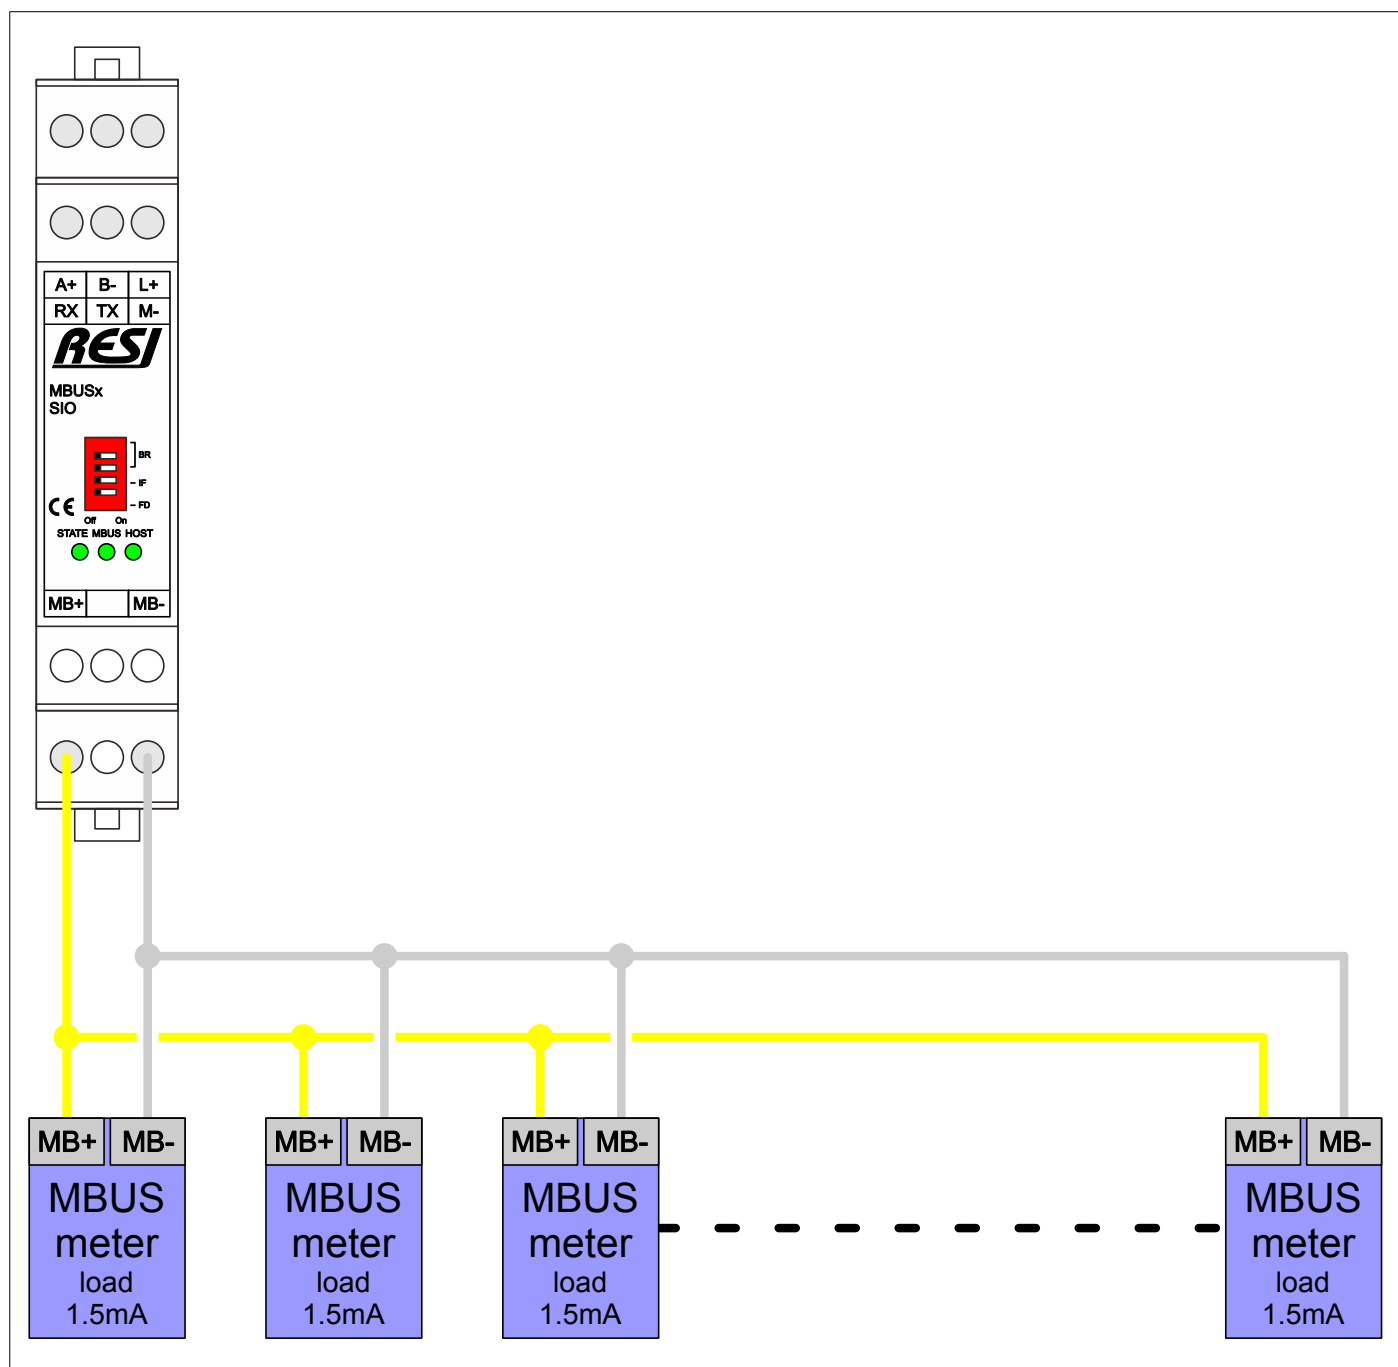 A+ B- L+
RX TX M-
RESI
MBUSx
SIO
BR
IF
FD
CE
Off On
STATE MBUS HOST
MB+ MB-
MB+ MB- MB+ MB- MB+ MB- MB+ MB-
MBUS MBUS MBUS MBUS
meter meter meter meter
load load load load
1.5mA 1.5mA 1.5mA 1.5mA